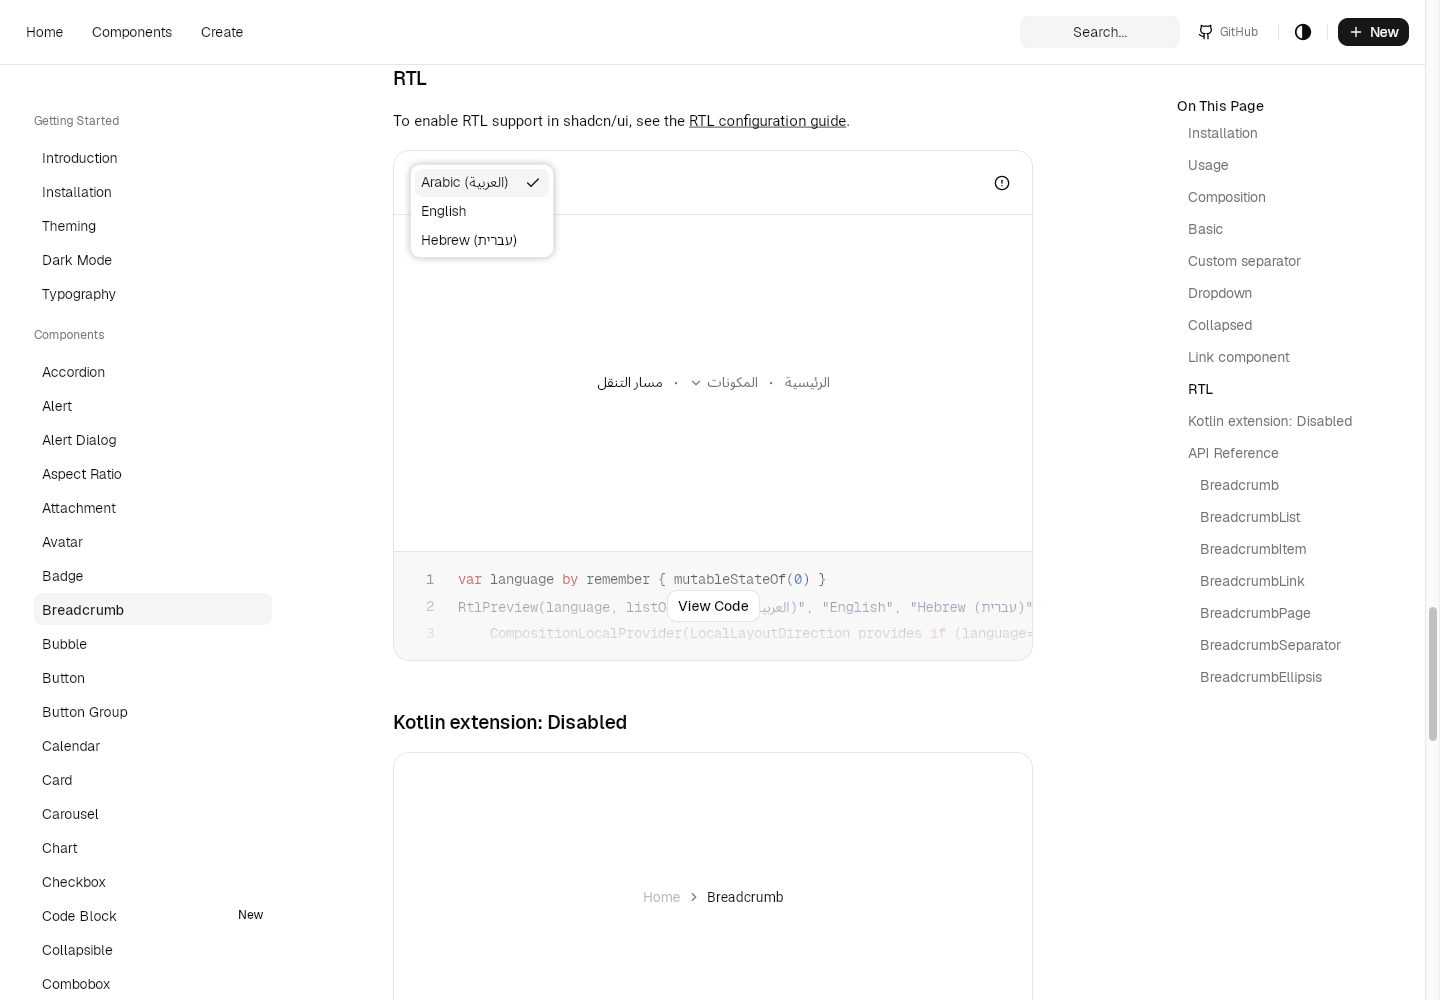 Home
Components
Create
Search...
GitHub
New
Getting Started
Introduction
Installation
Theming
Dark Mode
Typography
Components
Accordion
Alert
Alert Dialog
Aspect Ratio
Attachment
Avatar
Badge
Breadcrumb
Bubble
Button
Button Group
Calendar
Card
Carousel
Chart
Checkbox
Code Block
New
Collapsible
Combobox
RTL
To enable RTL support in shadcn/ui, see the RTL configuration guide.
Arabic (العربية)
English
Hebrew (עברית)
الرئيسية • المكونات • مسار التنقل
1 var language by remember { mutableStateOf(0) }
2 RtlPreview(language, listO
View Code
)", "English", "Hebrew (עברית)"
3 CompositionLocalProvider(LocalLayoutDirection provides if (language=
Kotlin extension: Disabled
Home > Breadcrumb
On This Page
Installation
Usage
Composition
Basic
Custom separator
Dropdown
Collapsed
Link component
RTL
Kotlin extension: Disabled
API Reference
Breadcrumb
BreadcrumbList
BreadcrumbItem
BreadcrumbLink
BreadcrumbPage
BreadcrumbSeparator
BreadcrumbEllipsis